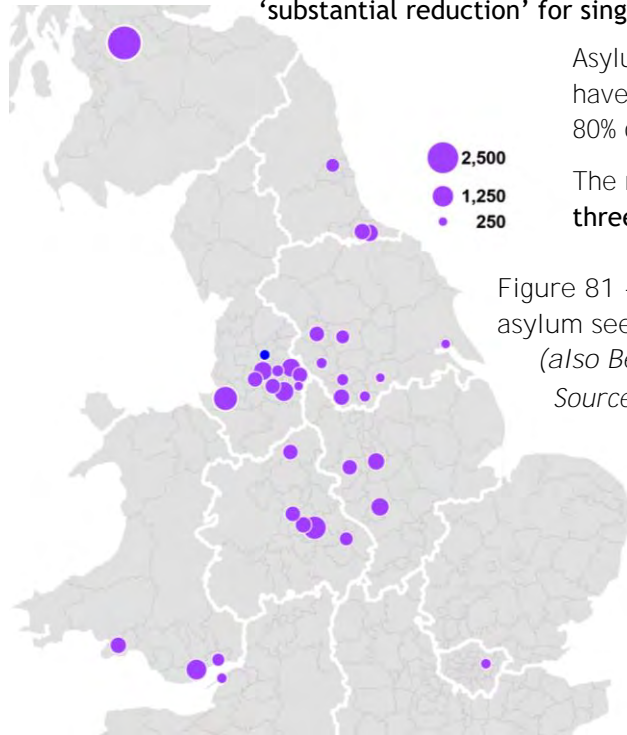 ‘substantial reduction’ for sing
Asylu
have
80%
2,500
1,250
250
The
three
Figure 81
asylum see
(also Be
Source